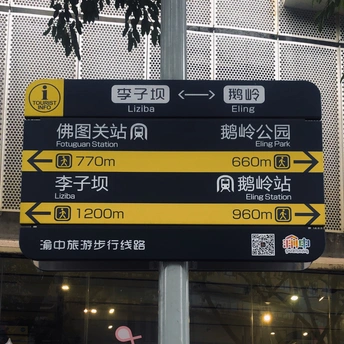 i
TOURIST
INFO
李子坝 鹅岭
Liziba Eling
佛图关站 鹅岭公园
Fotuguan Station Eling Park
770m 660m
李子坝 鹅岭站
Liziba Eling Station
1200m 960m
渝中旅游步行线路